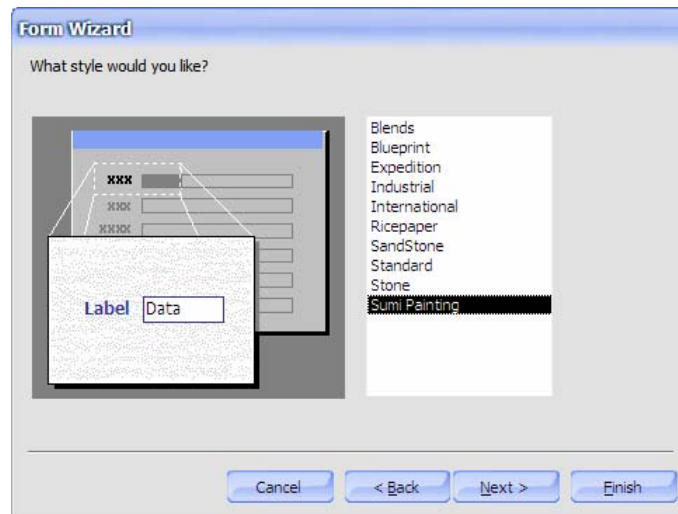 Form Wizard
What style would you like?
xxx
xxx
xxxx
Label Data
Blends
Blueprint
Expedition
Industrial
International
Ricepaper
SandStone
Standard
Stone
Sumi Painting
Cancel < Back Next > Finish